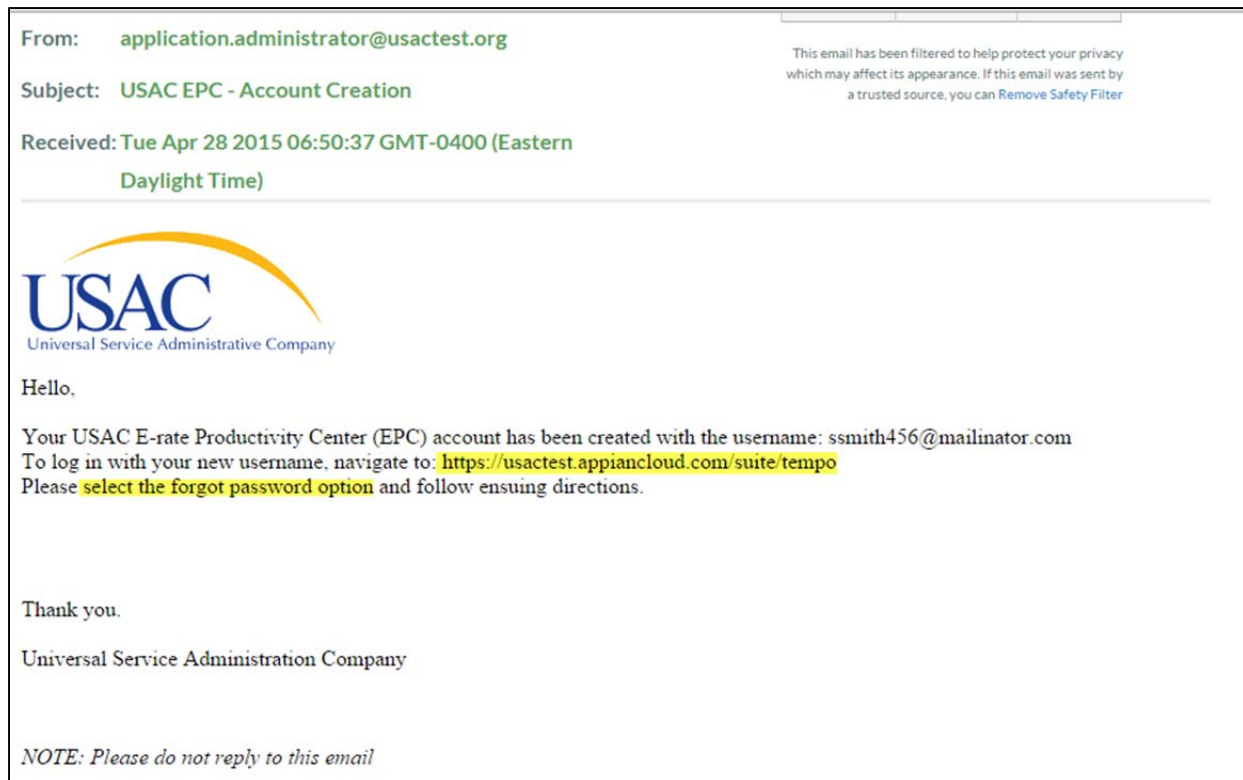 From: application.administrator@usactest.org
This email has been filtered to help protect your privacy
which may affect its appearance. If this email was sent by
a trusted source, you can Remove Safety Filter
Subject: USAC EPC - Account Creation
Received: Tue Apr 28 2015 06:50:37 GMT-0400 (Eastern
Daylight Time)
USAC
Universal Service Administrative Company
Hello,
Your USAC E-rate Productivity Center (EPC) account has been created with the username: ssmith456@mailinator.com
To log in with your new username, navigate to: https://usactest.appiancloud.com/suite/tempo
Please select the forgot password option and follow ensuing directions.
Thank you.
Universal Service Administration Company
NOTE: Please do not reply to this email